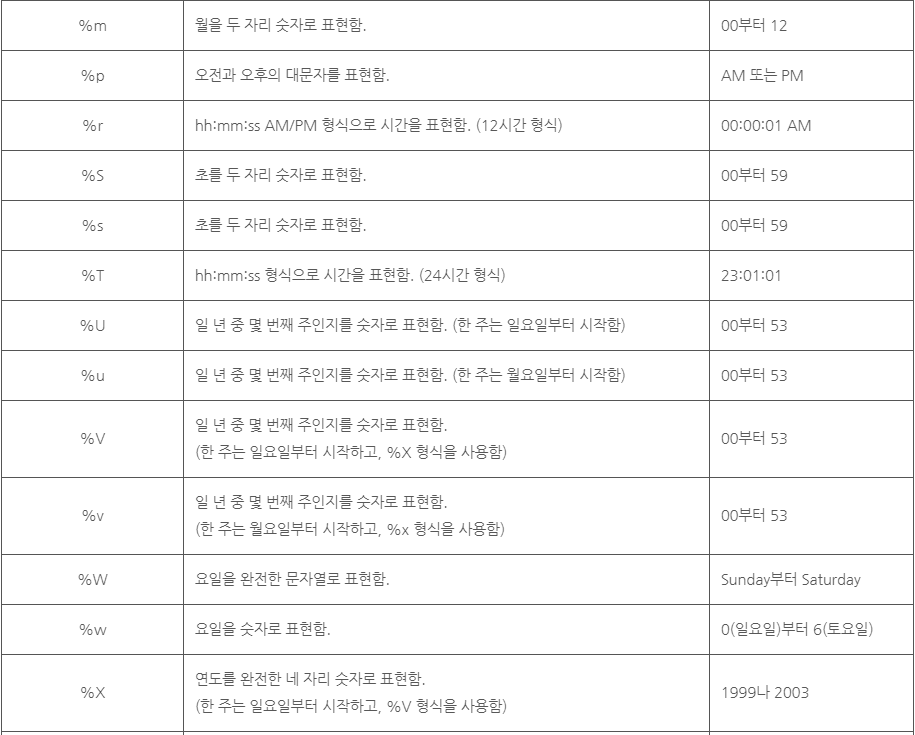 %m 월을 두 자리 숫자로 표현함. 00부터 12
%p 오전과 오후의 대문자를 표현함. AM 또는 PM
%r hh:mm:ss AM/PM 형식으로 시간을 표현함. (12시간 형식) 00:00:01 AM
%S 초를 두 자리 숫자로 표현함. 00부터 59
%s 초를 두 자리 숫자로 표현함. 00부터 59
%T hh:mm:ss 형식으로 시간을 표현함. (24시간 형식) 23:01:01
%U 일 년 중 몇 번째 주인지를 숫자로 표현함. (한 주는 일요일부터 시작함) 00부터 53
%u 일 년 중 몇 번째 주인지를 숫자로 표현함. (한 주는 월요일부터 시작함) 00부터 53
%V 일 년 중 몇 번째 주인지를 숫자로 표현함.
(한 주는 일요일부터 시작하고, %X 형식을 사용함) 00부터 53
%v 일 년 중 몇 번째 주인지를 숫자로 표현함.
(한 주는 월요일부터 시작하고, %x 형식을 사용함) 00부터 53
%W 요일을 완전한 문자열로 표현함. Sunday부터 Saturday
%w 요일을 숫자로 표현함. 0(일요일)부터 6(토요일)
%X 연도를 완전한 네 자리 숫자로 표현함.
(한 주는 일요일부터 시작하고, %V 형식을 사용함) 1999나 2003